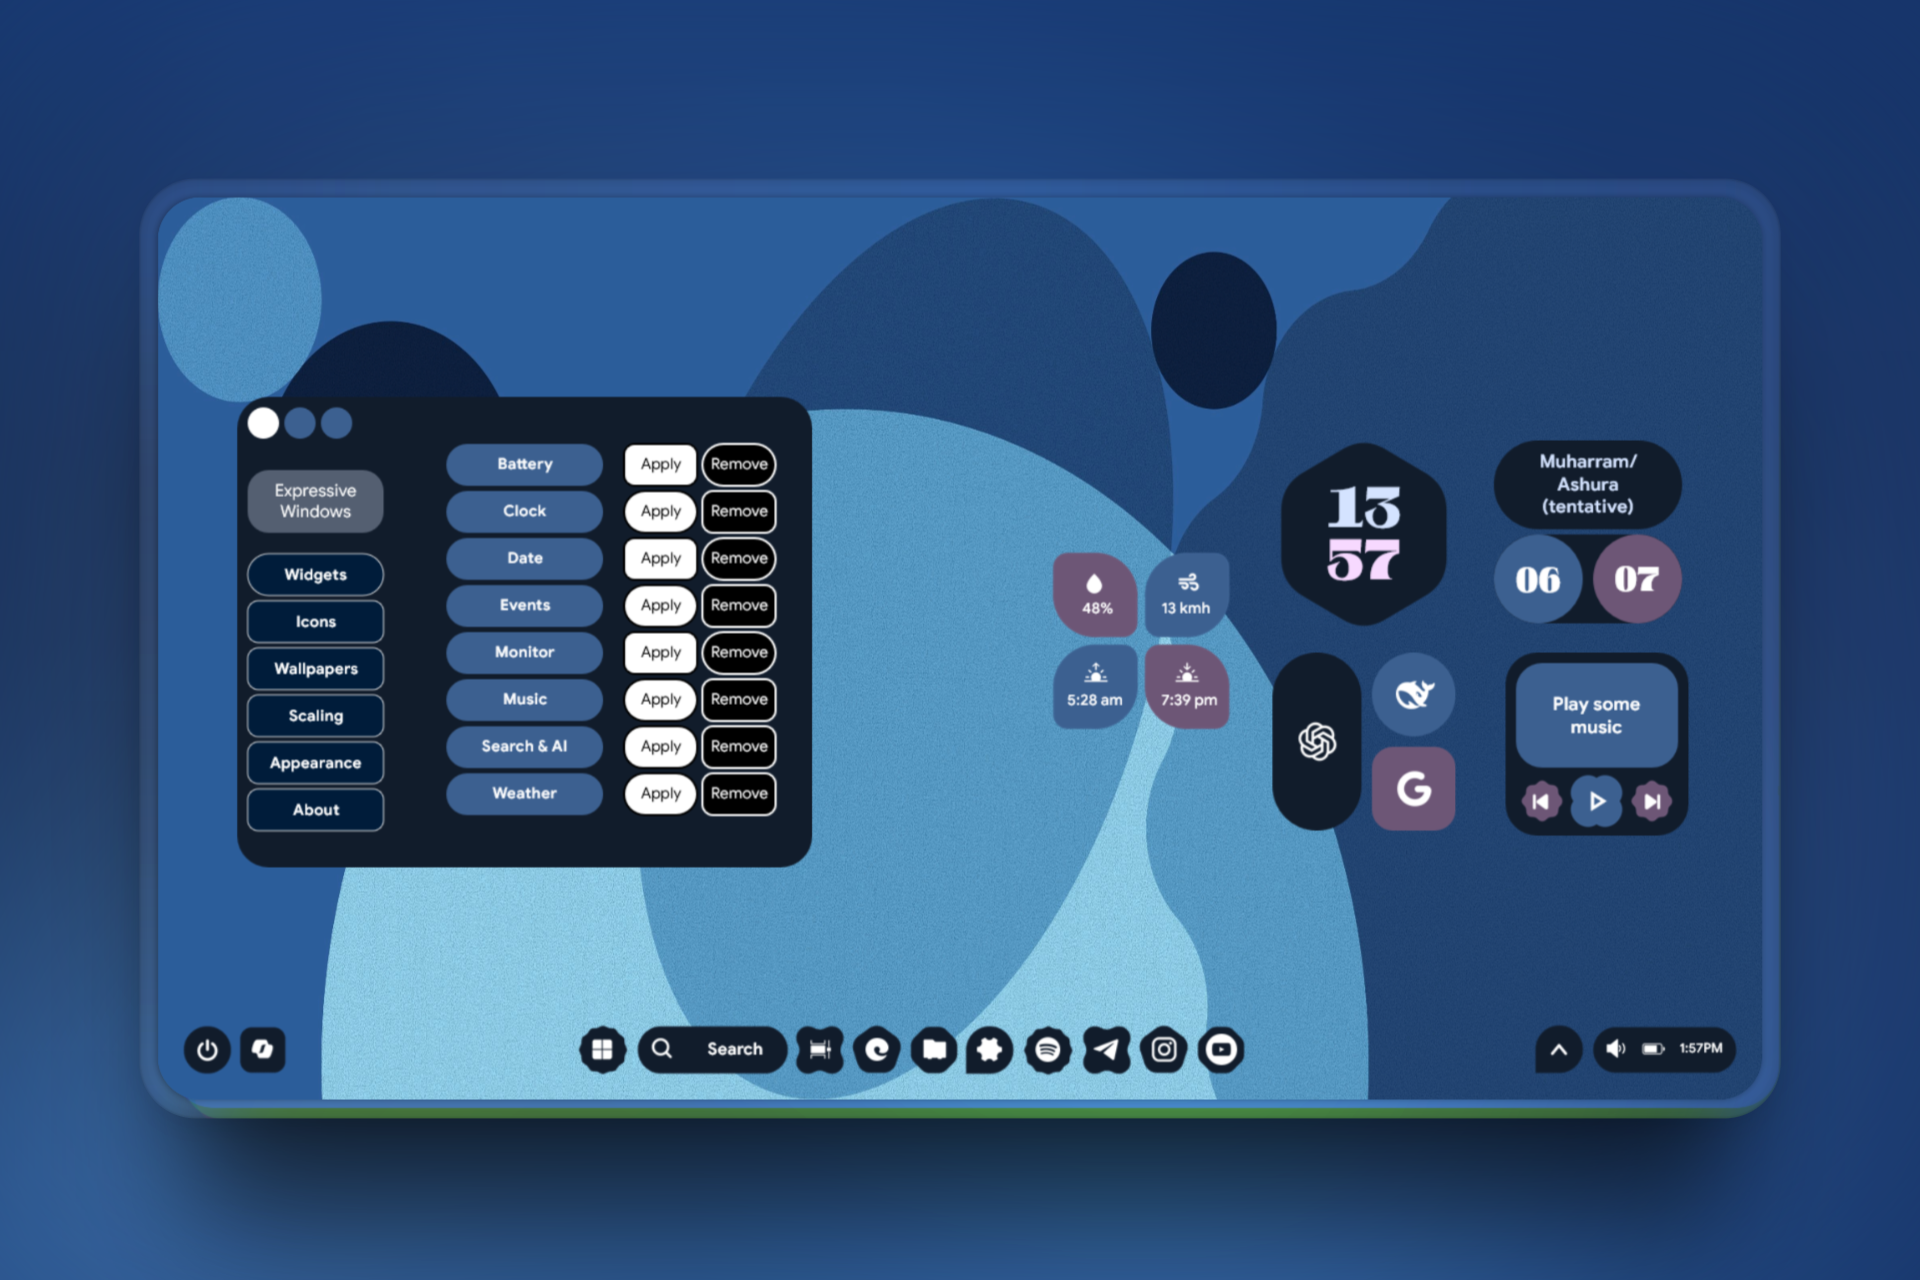 Expressive
Windows
Widgets
Icons
Wallpapers
Scaling
Appearance
About
Battery Apply Remove
Clock Apply Remove
Date Apply Remove
Events Apply Remove
Monitor Apply Remove
Music Apply Remove
Search & AI Apply Remove
Weather Apply Remove
48% 13 kmh
5:28 am 7:39 pm
13
57
Muharram/
Ashura
(tentative)
06 07
G
Play some
music
Search
1:57PM